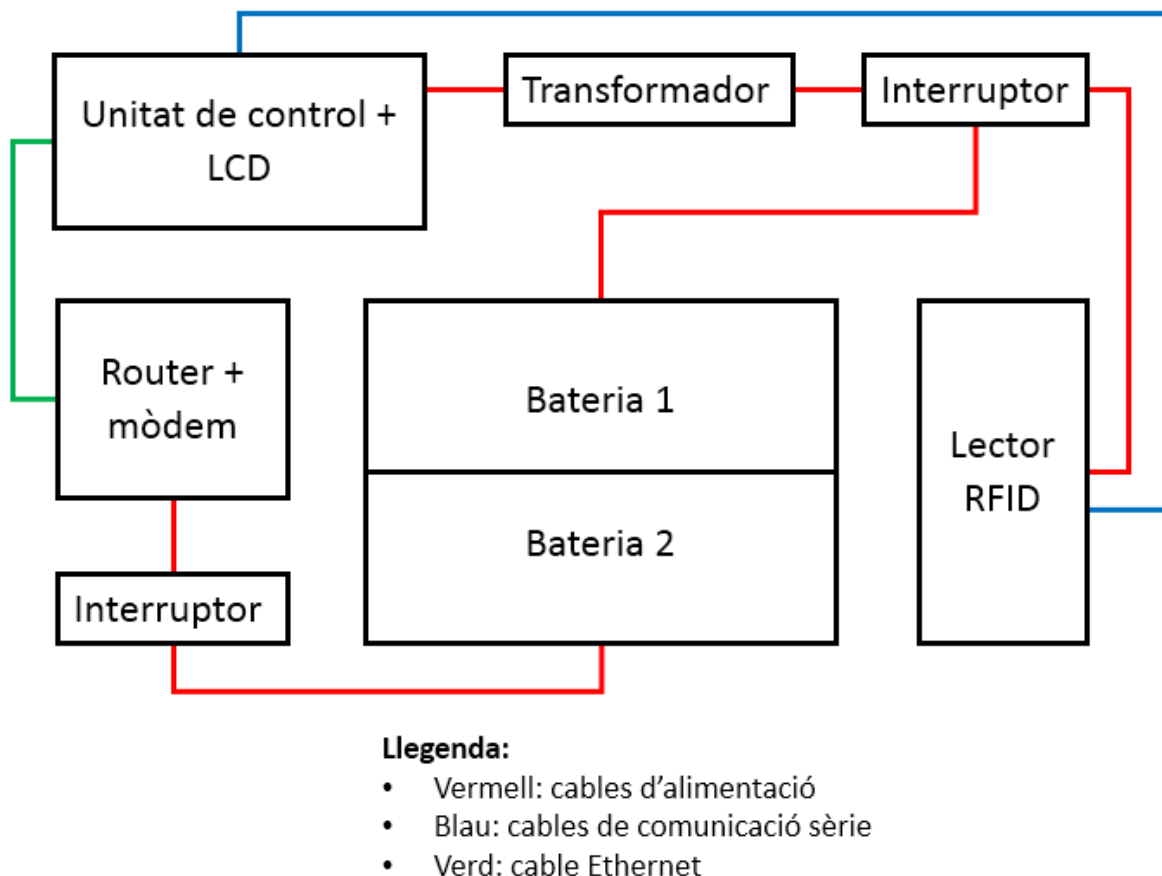 Unitat de control +
LCD
Transformador
Interruptor
Router +
mòdem
Bateria 1
Bateria 2
Lector
RFID
Interruptor
Llegenda:
• Vermell: cables d’alimentació
• Blau: cables de comunicació sèrie
• Verd: cable Ethernet